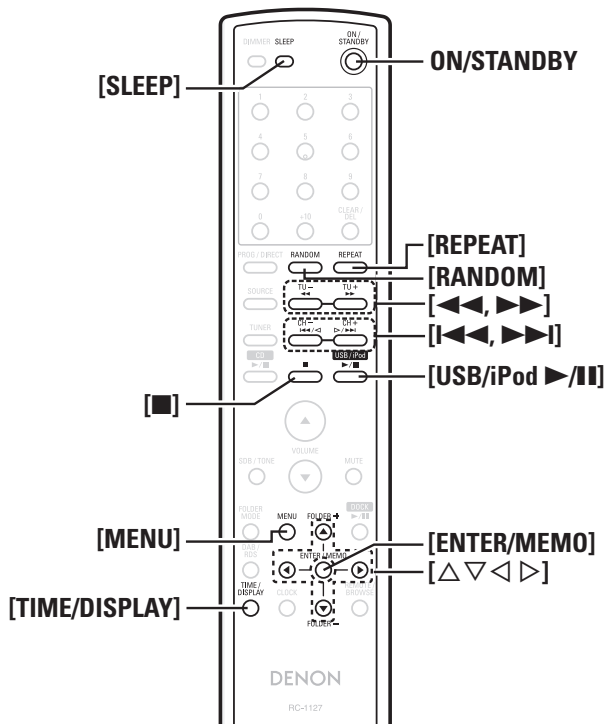 DIMMER SLEEP ON / STANDBY
[SLEEP]
ON/STANDBY
1 2 3
4 5 6
7 8 9
0 +10 CLEAR / DEL
PROG / DIRECT RANDOM REPEAT
[REPEAT]
[RANDOM]
SOURCE TU – ◄◄ TU + ►►
[◄◄, ►►]
TUNER CH – I◄◄ / ◁ CH + ▷ / ►►I
[I◄◄, ►►I]
CD ►/■ ■ USB / iPod ►/■
[USB/iPod ►/II]
[■]
VOLUME
SDB / TONE MUTE
FOLDER MODE MENU FOLDER + DOCK ►/II
[MENU]
[ENTER/MEMO]
DAB / RDS ENTER / MEMO
[△ ▽ ◁ ▷]
[TIME/DISPLAY]
TIME / DISPLAY CLOCK BROWSE
FOLDER –
DENON
RC-1127